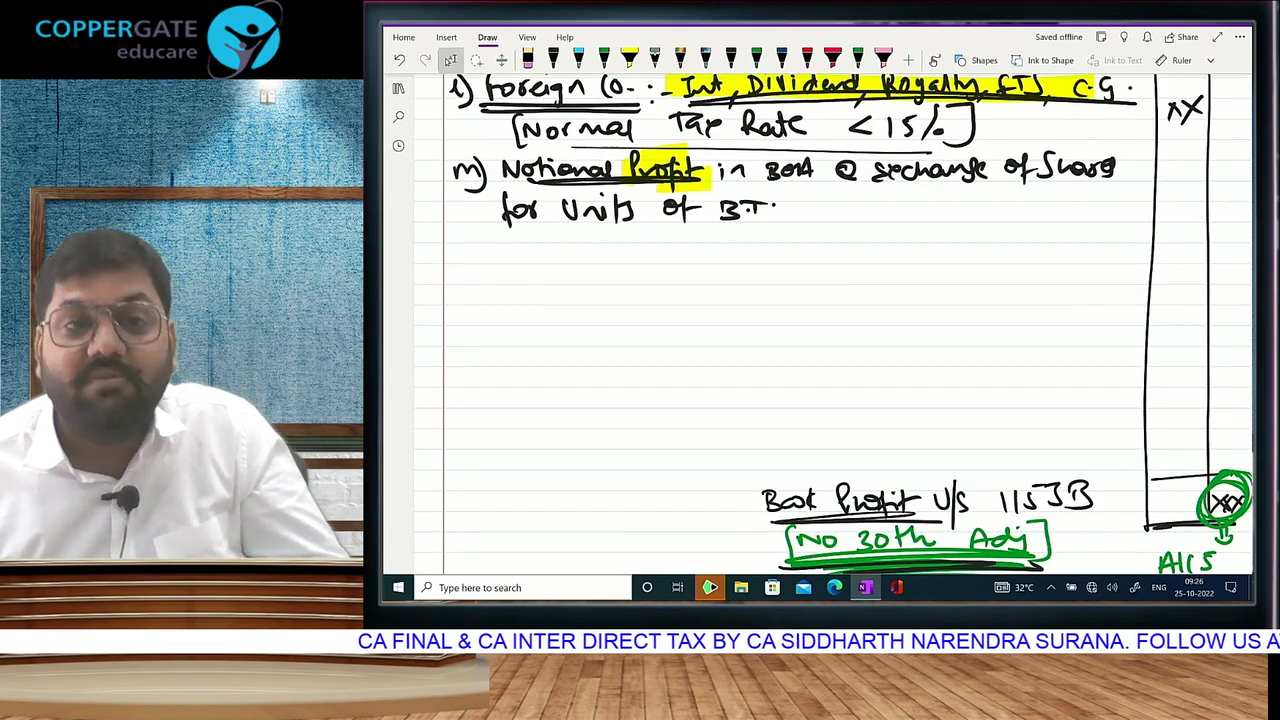 COPPERGATE
educare
Home Insert Draw View Help
Saved offline
Share
Shapes
Ink to Shape
Ink to Text
Ruler
l) Foreign Co- :- Int, Dividend, Royalty, FTS, C.G.
[Normal Tax Rate < 15%]
XX
m) Notional Profit in BOA @ exchange of Share
for Units of B.T.
Book Profit U/s 115JB
XXX
[No 30th Adj]
A115
Type here to search
32°C
ENG
09:26
25-10-2022
CA FINAL & CA INTER DIRECT TAX BY CA SIDDHARTH NARENDRA SURANA. FOLLOW US A